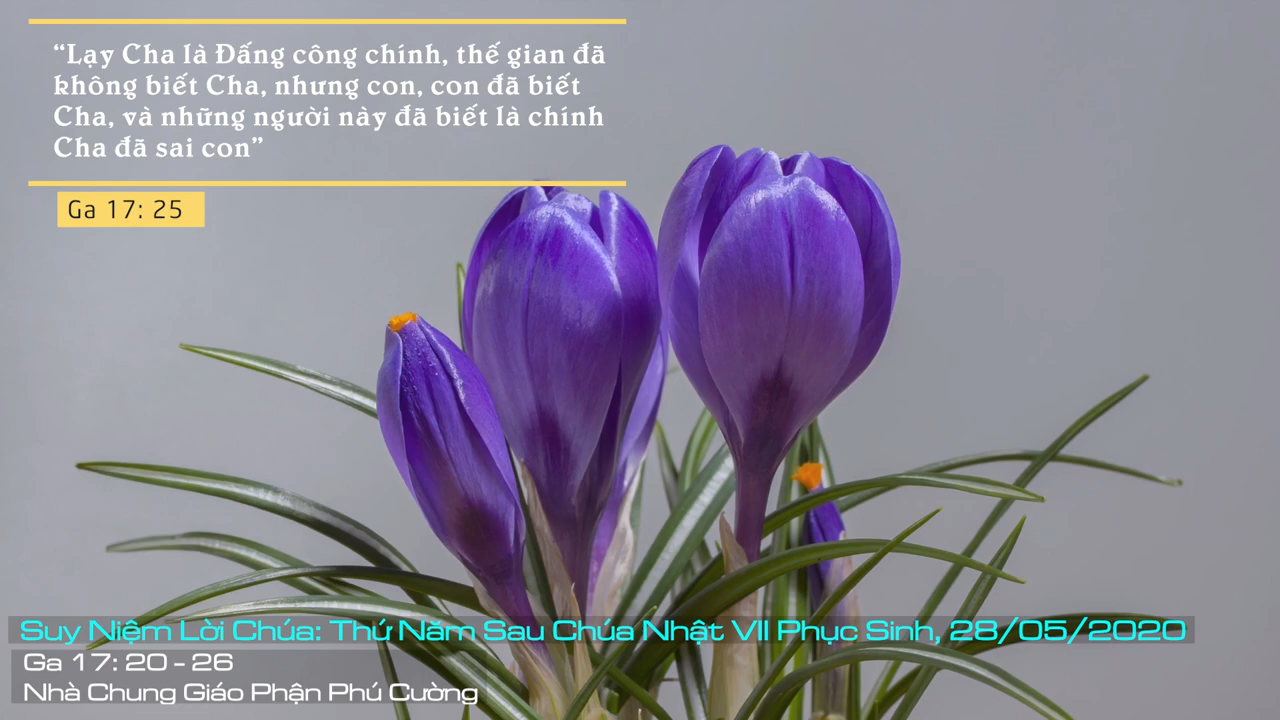 “Lạy Cha là Đấng công chính, thế gian đã
không biết Cha, nhưng con, con đã biết
Cha, và những người này đã biết là chính
Cha đã sai con”
Ga 17: 25
Suy Niệm Lời Chúa: Thứ Năm Sau Chúa Nhật VII Phục Sinh, 28/05/2020
Ga 17: 20 - 26
Nhà Chung Giáo Phận Phú Cường